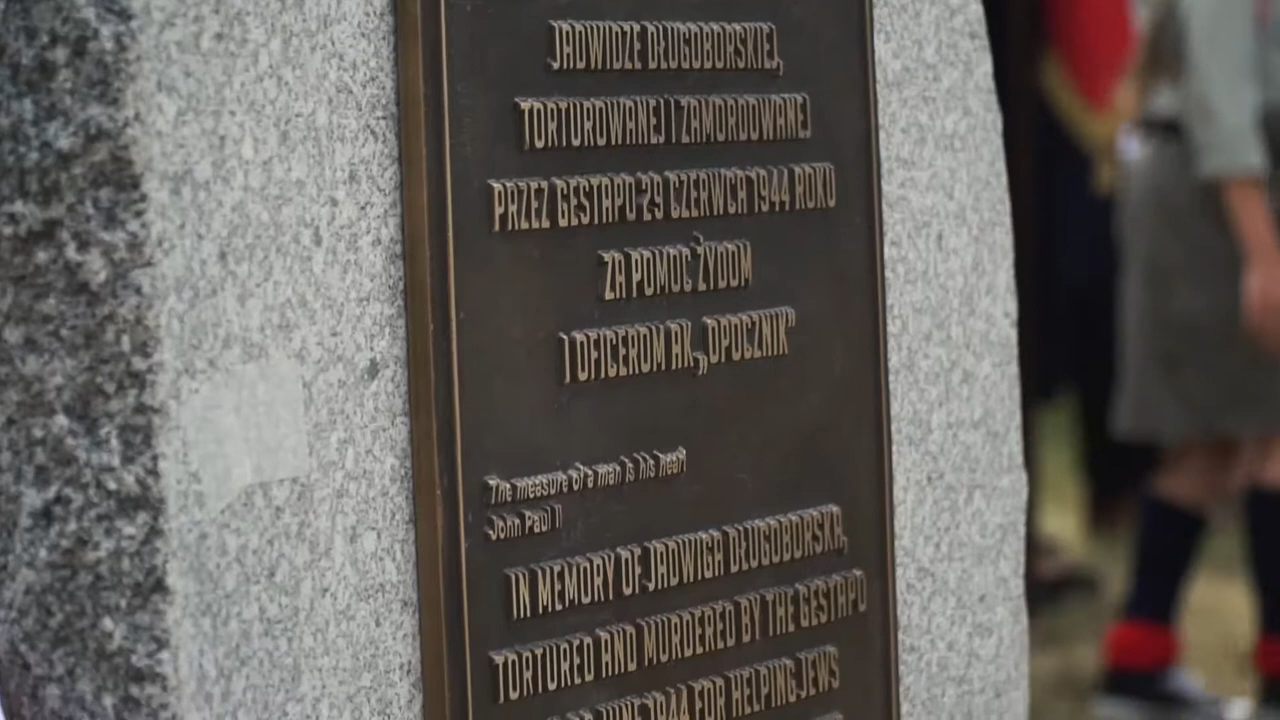 JADWIDZE DŁUGOBORSKIEJ,
TORTUROWANEJ I ZAMORDOWANEJ
PRZEZ GESTAPO 29 CZERWCA 1944 ROKU
ZA POMOC ŻYDOM
I OFICEROM AK „OPOCZNIK”
The measure of a man is his heart
John Paul II
IN MEMORY OF JADWIGA DŁUGOBORSKA,
TORTURED AND MURDERED BY THE GESTAPO
JUNE 1944 FOR HELPING JEWS